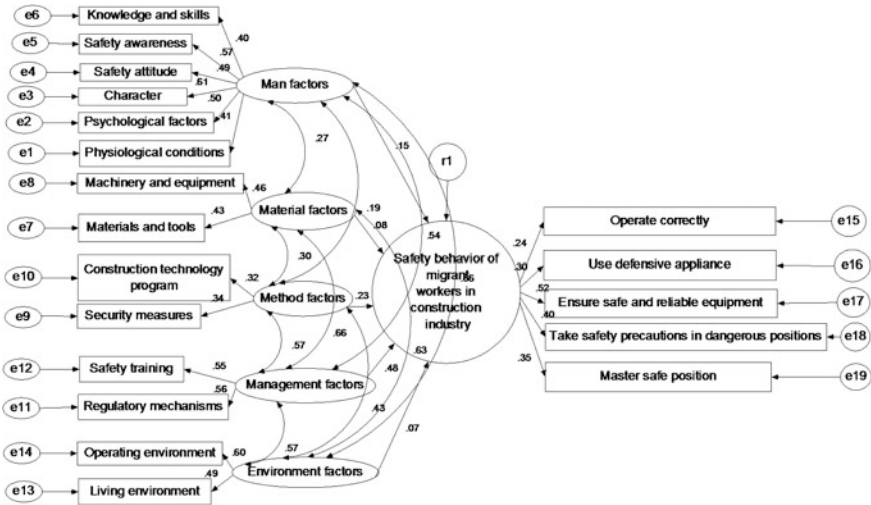 e6
Knowledge and skills
.40
e5
Safety awareness
.57
e4
Safety attitude
.49
e3
Character
.61
e2
Psychological factors
.50
e1
Physiological conditions
.41
Man factors
e8
Machinery and equipment
.46
e7
Materials and tools
.43
Material factors
e10
Construction technology
program
.32
e9
Security measures
.34
Method factors
e12
Safety training
.55
e11
Regulatory mechanisms
.56
Management factors
e14
Operating environment
.60
e13
Living environment
.49
Environment factors
.27
.30
.57
.57
.19
.08
.23
.66
.15
.54
.63
.48
.43
.07
r1
Safety behavior of
migrant
workers in
construction
industry
.24
Operate correctly
e15
.30
Use defensive appliance
e16
.52
Ensure safe and reliable equipment
e17
.40
Take safety precautions in dangerous positions
e18
.35
Master safe position
e19